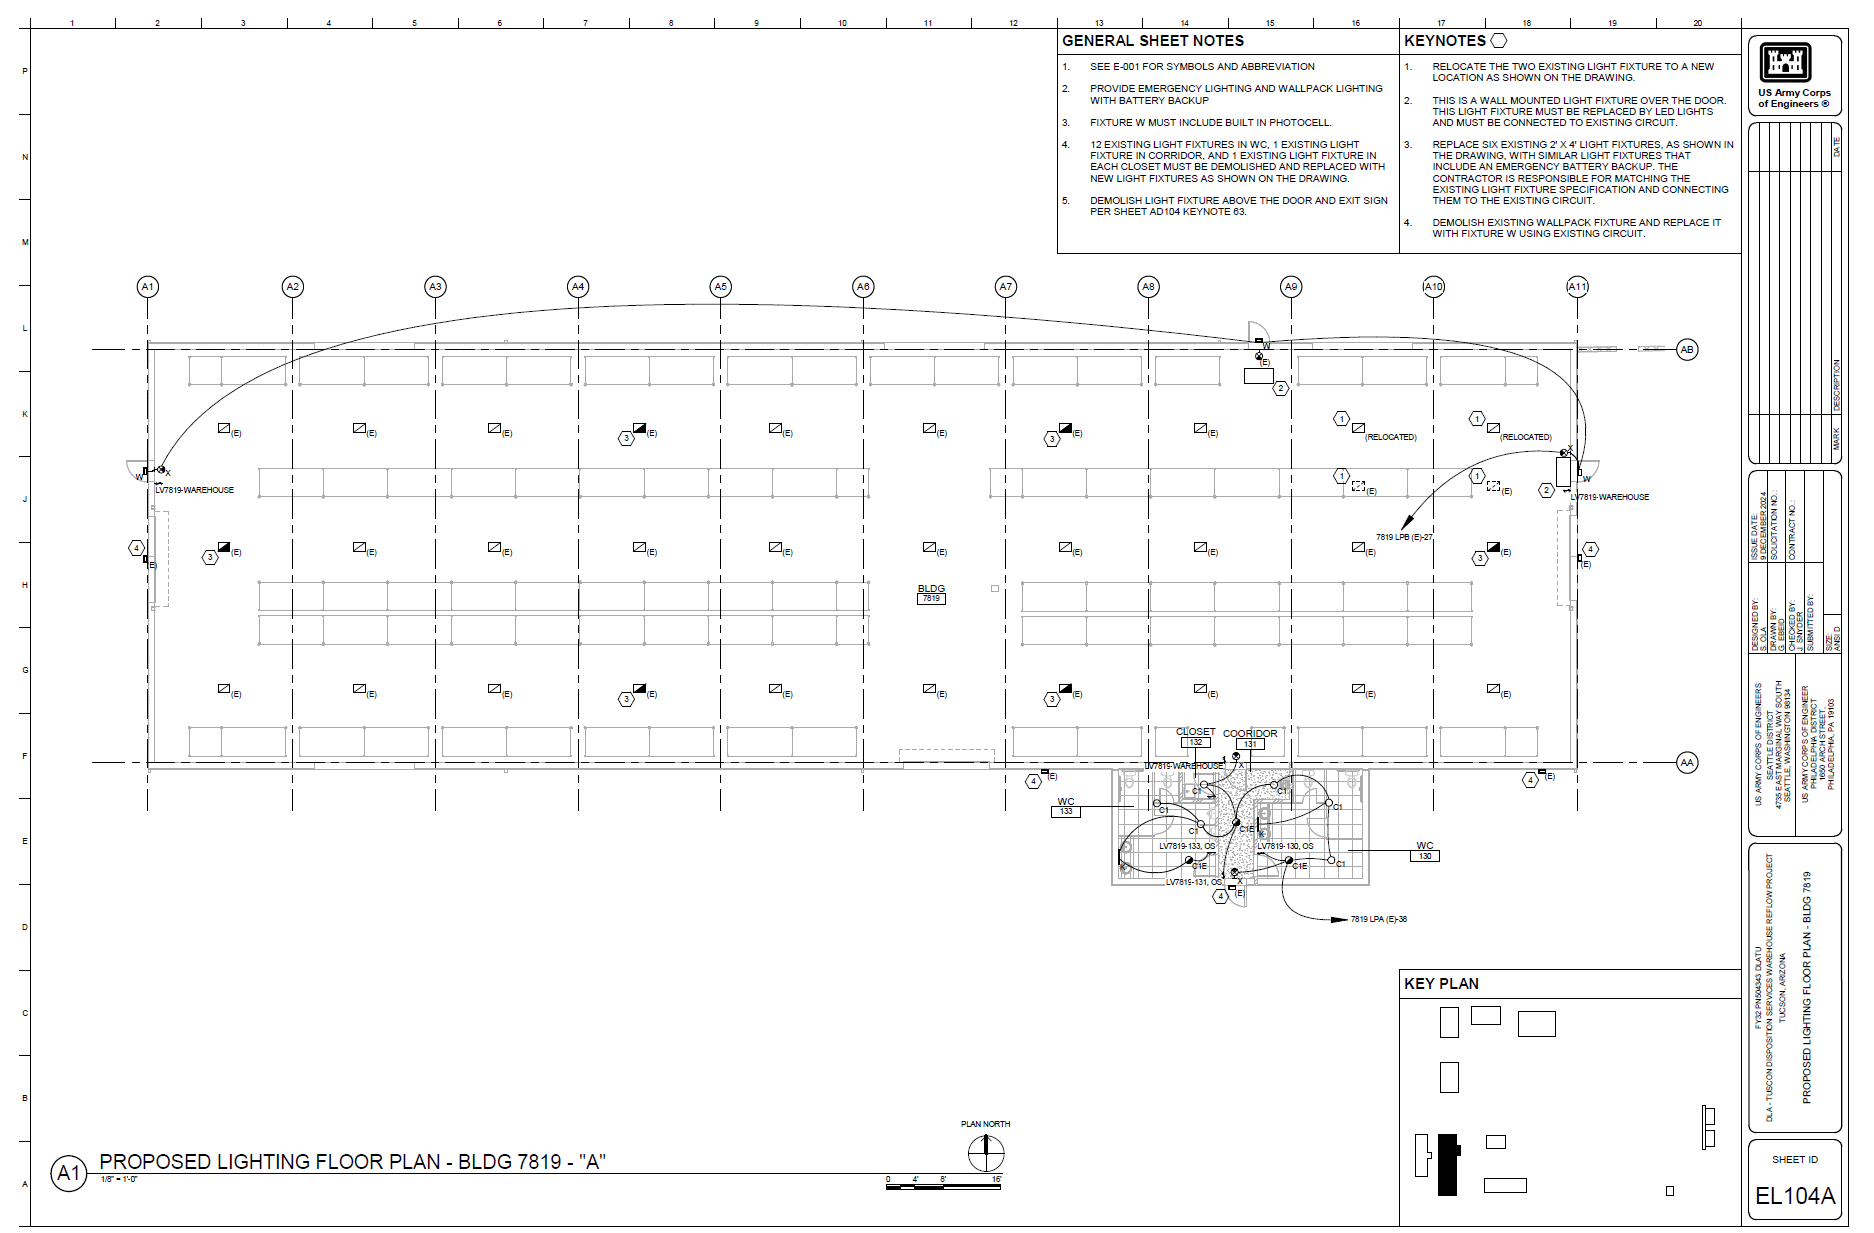 1 2 3 4 5 6 7 8 9 10 11 12 13 14 15 16 17 18 19 20
P
N
M
L
K
J
H
G
F
E
D
C
B
A
GENERAL SHEET NOTES
1. SEE E-001 FOR SYMBOLS AND ABBREVIATION
2. PROVIDE EMERGENCY LIGHTING AND WALLPACK LIGHTING
WITH BATTERY BACKUP
3. FIXTURE W MUST INCLUDE BUILT IN PHOTOCELL.
4. 12 EXISTING LIGHT FIXTURES IN WC, 1 EXISTING LIGHT
FIXTURE IN CORRIDOR, AND 1 EXISTING LIGHT FIXTURE IN
EACH CLOSET MUST BE DEMOLISHED AND REPLACED WITH
NEW LIGHT FIXTURES AS SHOWN ON THE DRAWING.
5. DEMOLISH LIGHT FIXTURE ABOVE THE DOOR AND EXIT SIGN
PER SHEET AD104 KEYNOTE 63.
KEYNOTES
1. RELOCATE THE TWO EXISTING LIGHT FIXTURE TO A NEW
LOCATION AS SHOWN ON THE DRAWING.
2. THIS IS A WALL MOUNTED LIGHT FIXTURE OVER THE DOOR.
THIS LIGHT FIXTURE MUST BE REPLACED BY LED LIGHTS
AND MUST BE CONNECTED TO EXISTING CIRCUIT.
3. REPLACE SIX EXISTING 2' X 4' LIGHT FIXTURES, AS SHOWN IN
THE DRAWING, WITH SIMILAR LIGHT FIXTURES THAT
INCLUDE AN EMERGENCY BATTERY BACKUP. THE
CONTRACTOR IS RESPONSIBLE FOR MATCHING THE
EXISTING LIGHT FIXTURE SPECIFICATION AND CONNECTING
THEM TO THE EXISTING CIRCUIT.
4. DEMOLISH EXISTING WALLPACK FIXTURE AND REPLACE IT
WITH FIXTURE W USING EXISTING CIRCUIT.
A1 A2 A3 A4 A5 A6 A7 A8 A9 A10 A11
W
AB
(E)
2
1 1
(E) (E) (E) 3 (E) (E) (E) 3 (E) (E) (RELOCATED) (RELOCATED)
X
W X W
1 1
(E) (E)
LV7819-WAREHOUSE
2
LV7819-WAREHOUSE
7819 LPB (E)-27
4 (E)
3 (E) (E) (E) (E) (E) (E) (E) (E) (E) 3 (E)
4 (E)
BLDG
7819
(E) (E) (E) 3 (E) (E) (E) 3 (E) (E) (E) (E)
CLOSET
132
COORIDOR
131
AA
LV7819-WAREHOUSE
X
4 (E)
4 (E)
C1 C1
WC
133
C1 C1
C1 C1E
K
LV7819-133, OS
LV7819-130, OS
WC
130
K C1E C1E C1
LV7819-131, OS
X
4 (E)
7819 LPA (E)-38
KEY PLAN
PLAN NORTH
A1
PROPOSED LIGHTING FLOOR PLAN - BLDG 7819 - "A"
1/8" = 1'-0"
0 4' 8' 16'
US Army Corps
of Engineers ®
DATE
DESCRIPTION
MARK
ISSUE DATE:
9 DECEMBER 2024
SOLICITATION NO.:
CONTRACT NO.:
DESIGNED BY:
S. OLA
DRAWN BY:
G. EBEID
CHECKED BY:
J. SNYDER
SUBMITTED BY:
SIZE:
ANSI D
US ARMY CORPS OF ENGINEERS
SEATTLE DISTRICT
4735 EAST MARGINAL WAY SOUTH
SEATTLE, WASHINGTON 98134
US ARMY CORPS OF ENGINEER
PHILADELPHIA DISTRICT
1650 ARCH STREET,
PHILADELPHIA, PA 19103
FY32 PN504343 DLATU
DLA - TUSCON DISPOSITION SERVICES WAREHOUSE REFLOW PROJECT
TUCSON, ARIZONA
PROPOSED LIGHTING FLOOR PLAN - BLDG 7819
SHEET ID
EL104A